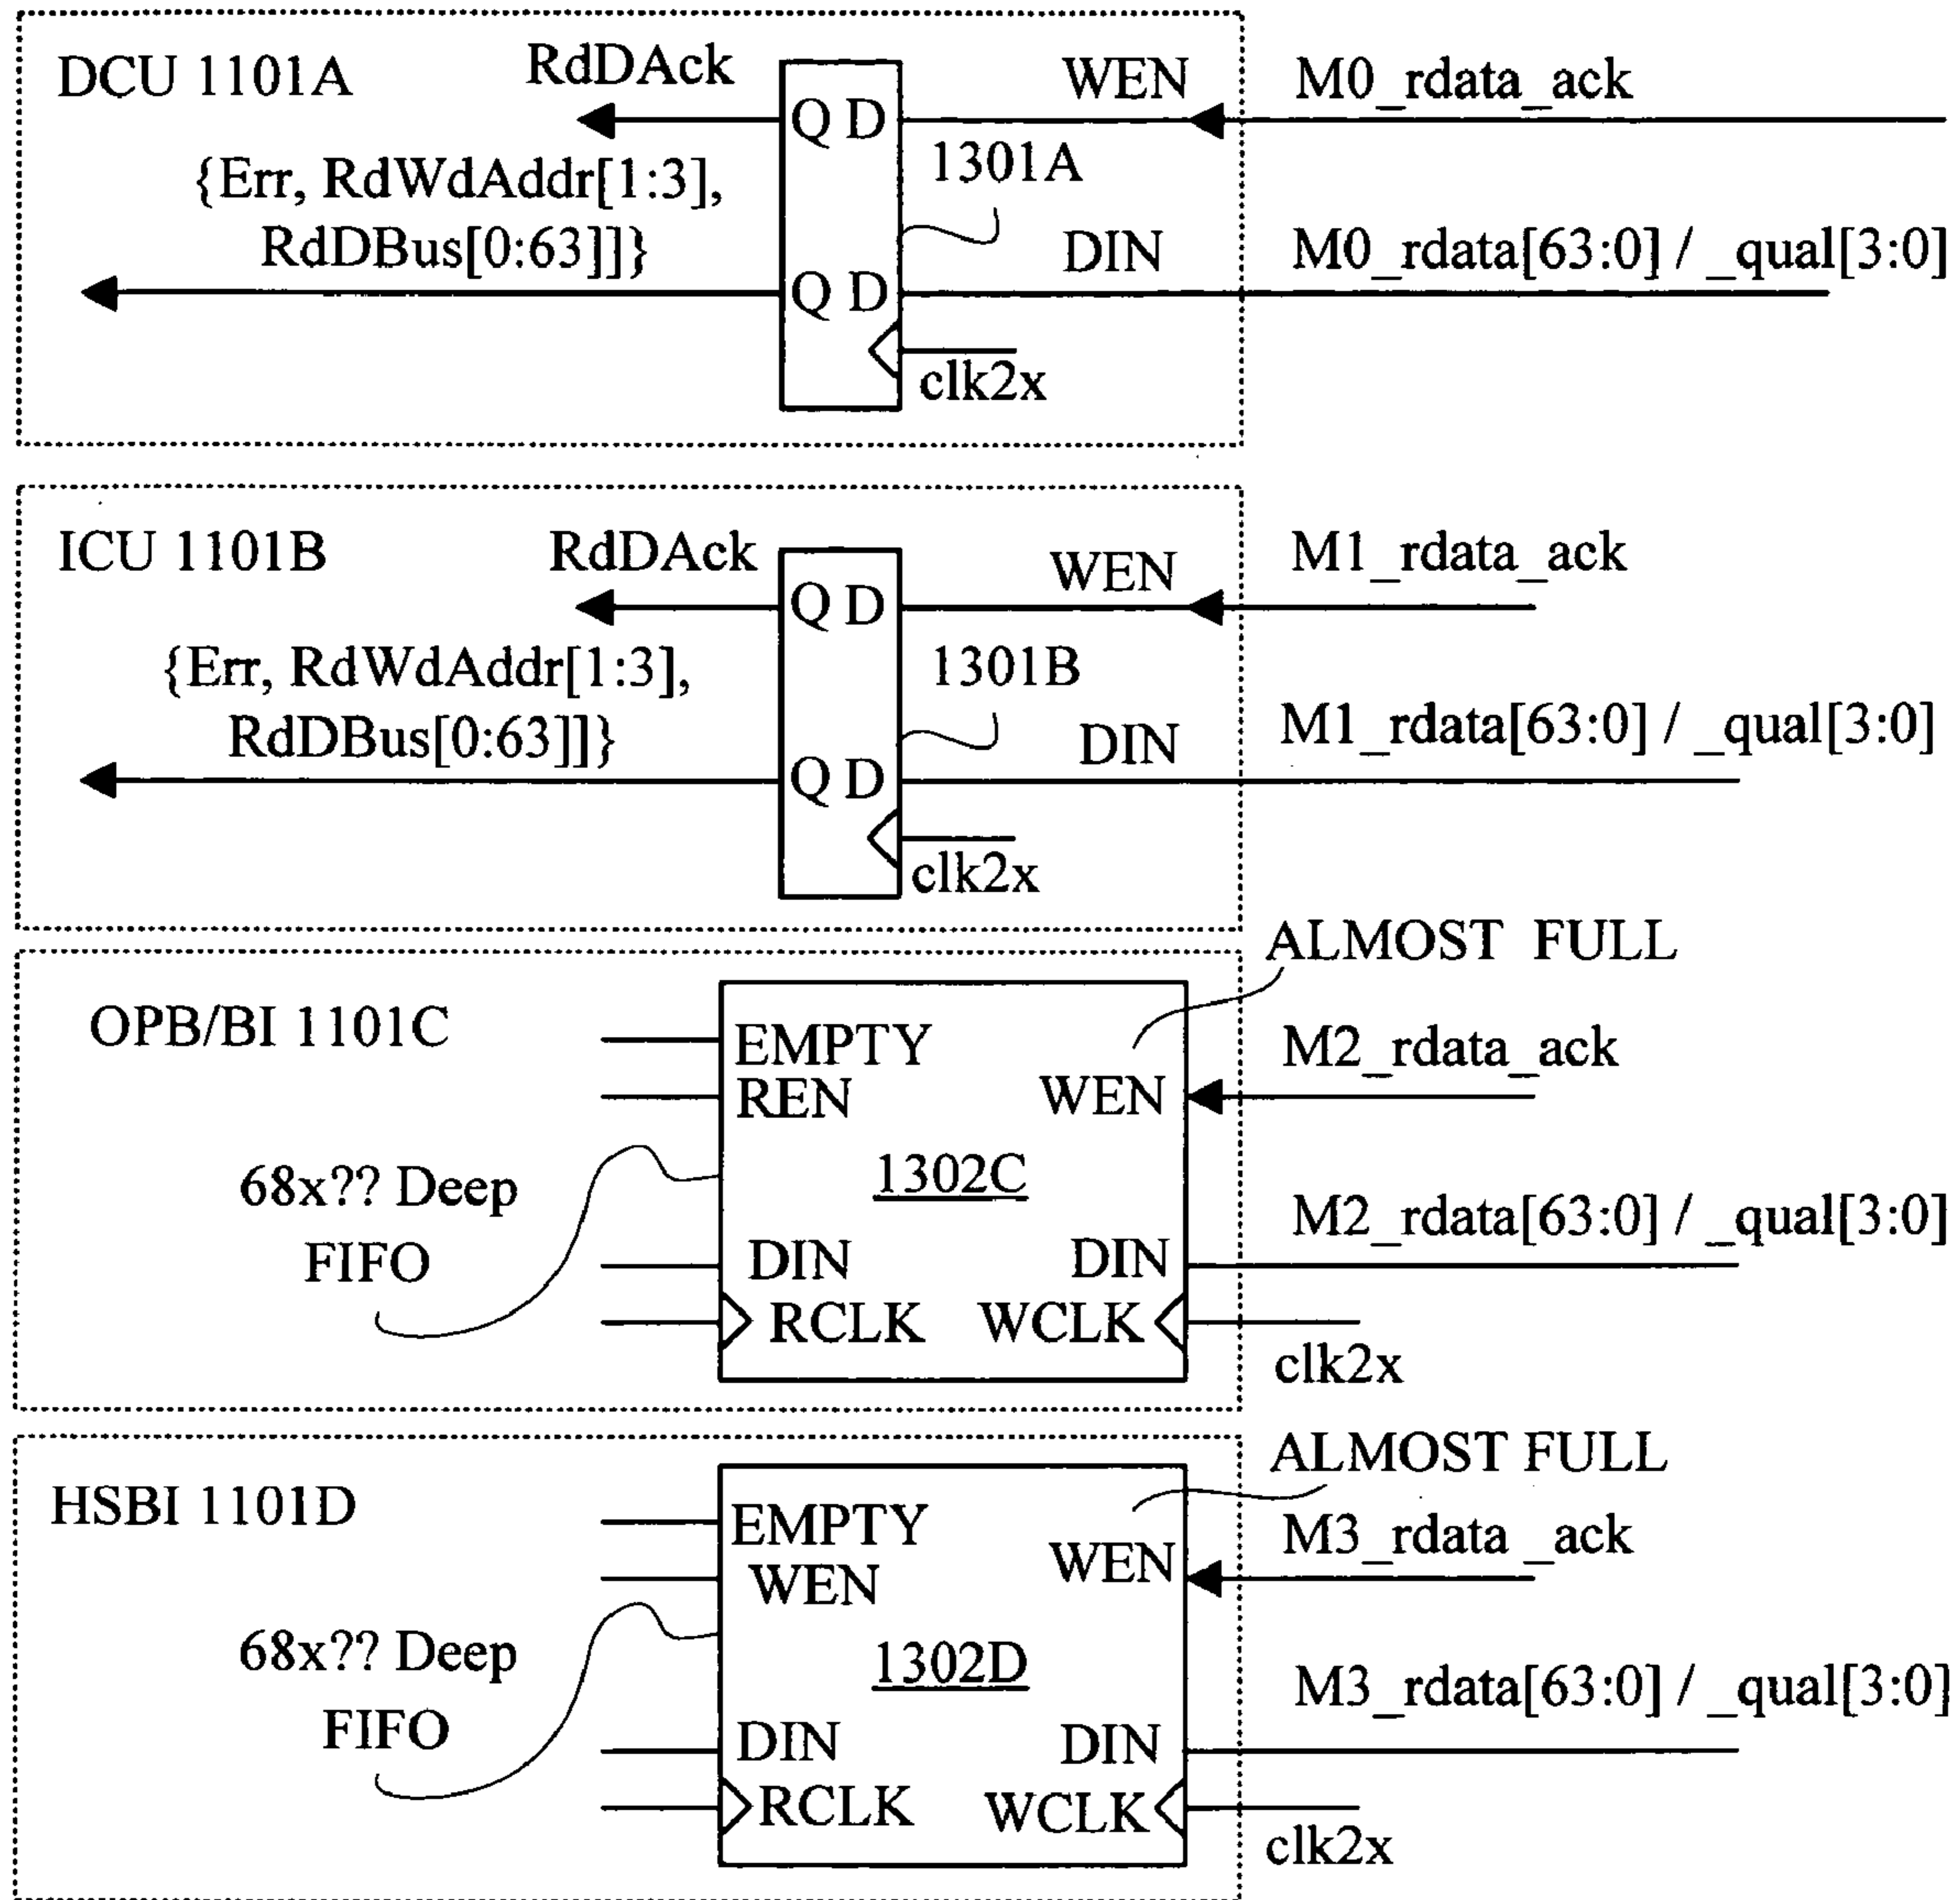 DCU 1101A
RdDAck
WEN
M0_rdata_ack
Q D
{Err, RdWdAddr[1:3],
RdDBus[0:63]]}
1301A
DIN
M0_rdata[63:0] / _qual[3:0]
Q D
clk2x
ICU 1101B
RdDAck
WEN
M1_rdata_ack
Q D
{Err, RdWdAddr[1:3],
RdDBus[0:63]]}
1301B
DIN
M1_rdata[63:0] / _qual[3:0]
Q D
clk2x
ALMOST FULL
OPB/BI 1101C
EMPTY
M2_rdata_ack
REN
WEN
68x?? Deep
FIFO
1302C
M2_rdata[63:0] / _qual[3:0]
DIN
DIN
RCLK
WCLK
clk2x
ALMOST FULL
HSBI 1101D
EMPTY
M3_rdata _ack
WEN
WEN
68x?? Deep
FIFO
1302D
M3_rdata[63:0] / _qual[3:0]
DIN
DIN
RCLK
WCLK
clk2x